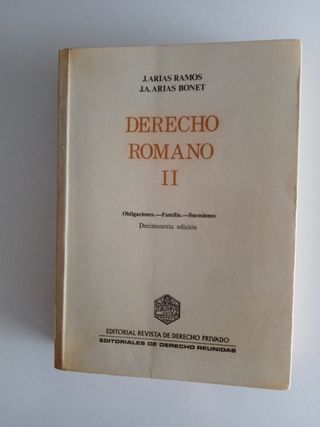 J. ARIAS RAMOS
J.A. ARIAS BONET
DERECHO
ROMANO
II
Obligaciones.—Familia.—Sucesiones
Decimosexta edición
EDITORIAL REVISTA DE DERECHO PRIVADO
EDITORIALES DE DERECHO REUNIDAS